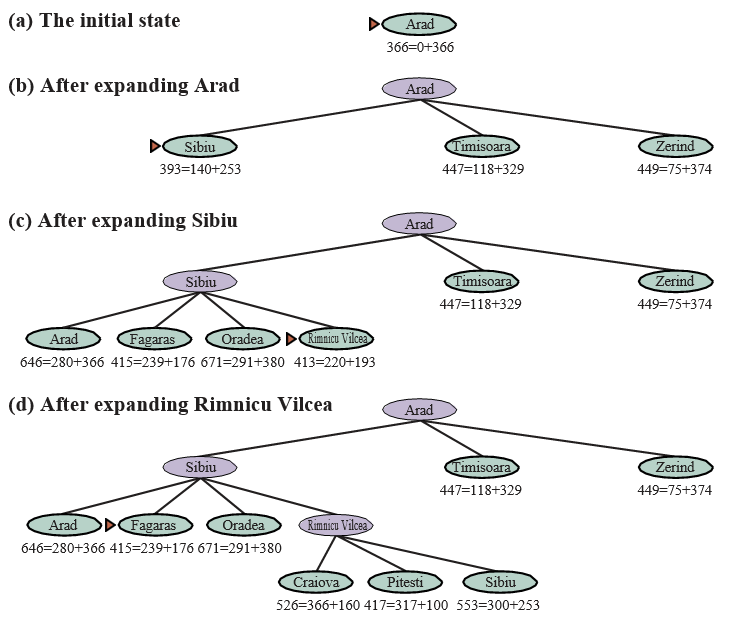 (a) The initial state
Arad
366=0+366
(b) After expanding Arad
Arad
Sibiu Timisoara Zerind
393=140+253 447=118+329 449=75+374
(c) After expanding Sibiu
Arad
Sibiu Timisoara Zerind
447=118+329 449=75+374
Arad Fagaras Oradea Rimnicu Vilcea
646=280+366 415=239+176 671=291+380 413=220+193
(d) After expanding Rimnicu Vilcea
Arad
Sibiu Timisoara Zerind
447=118+329 449=75+374
Arad Fagaras Oradea Rimnicu Vilcea
646=280+366 415=239+176 671=291+380
Craiova Pitesti Sibiu
526=366+160 417=317+100 553=300+253